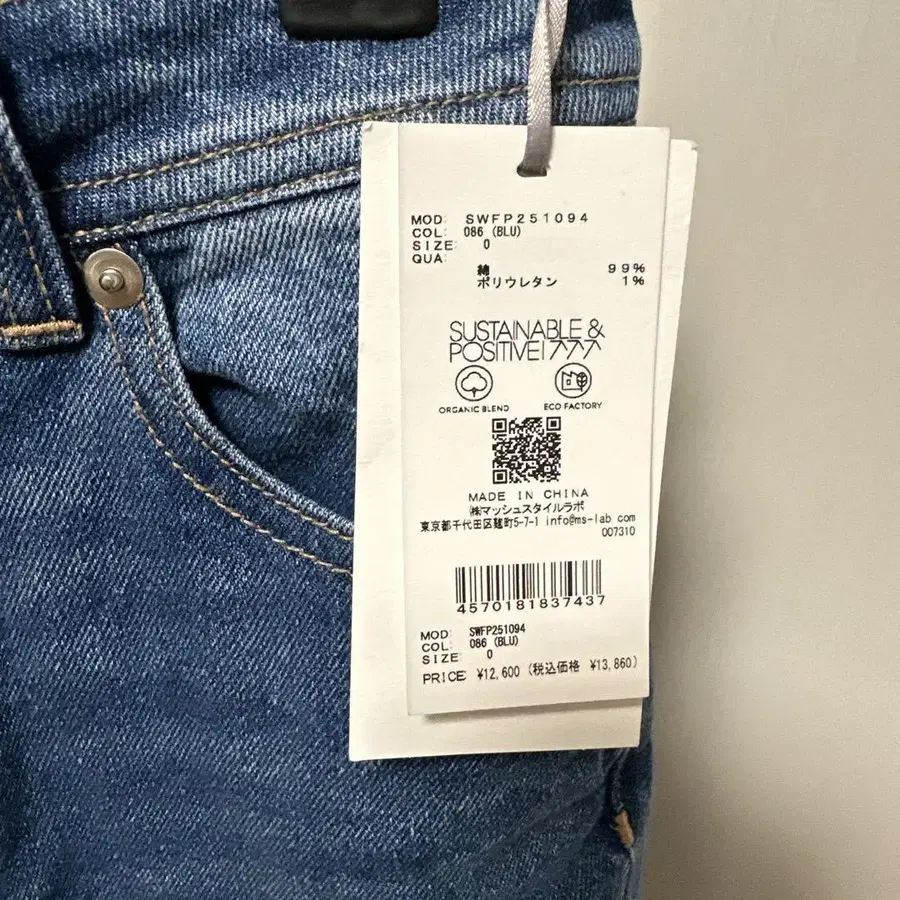 MOD: SWFP251094
COL: 086 (BLU)
SIZE: 0
QUA:
綿 99%
ポリウレタン 1%
SUSTAINABLE &
POSITIVE! 777
ORGANIC BLEND ECO FACTORY
MADE IN CHINA
㈱マッシュスタイルラボ
東京都千代田区麹町5-7-1 info@ms-lab com
007310
4570181837437
MOD: SWFP251094
COL: 086 (BLU)
SIZE: 0
PRICE: ¥12,600 (税込価格 ¥13,860)